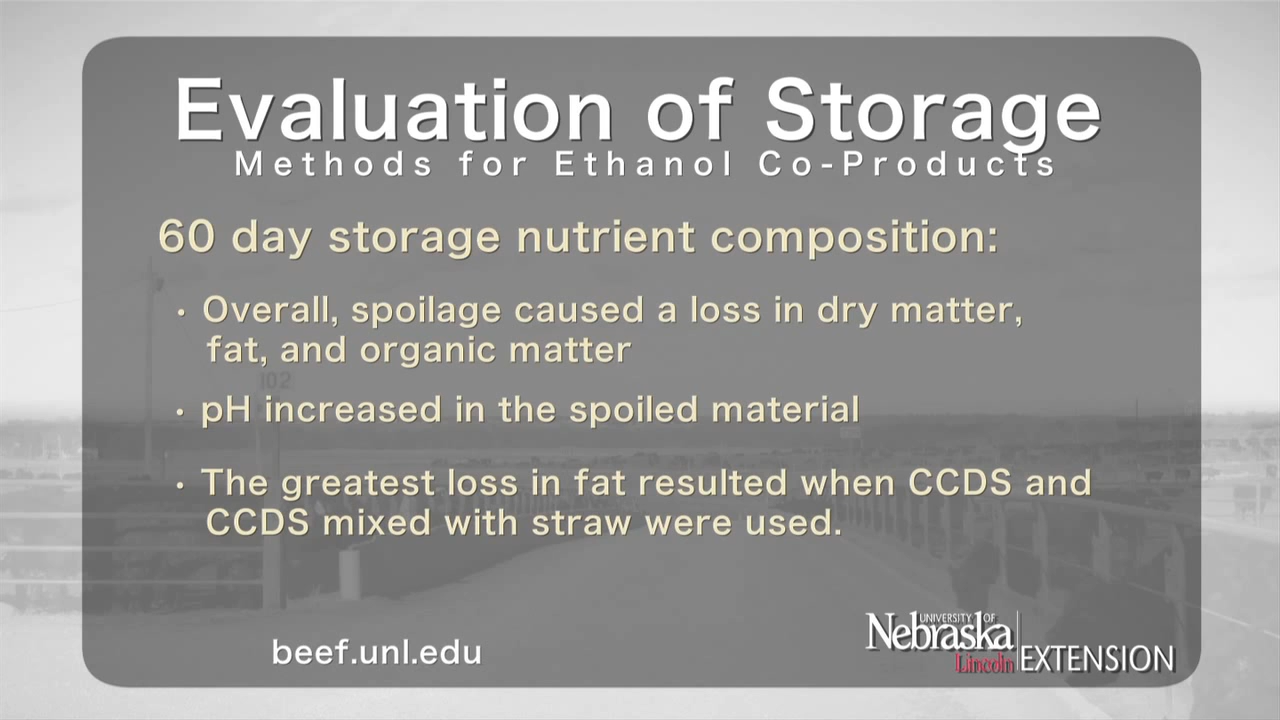 Evaluation of Storage
Methods for Ethanol Co-Products
60 day storage nutrient composition:
• Overall, spoilage caused a loss in dry matter,
fat, and organic matter
102
• pH increased in the spoiled material
• The greatest loss in fat resulted when CCDS and
CCDS mixed with straw were used.
beef.unl.edu
UNIVERSITY OF
Nebraska
Lincoln
EXTENSION